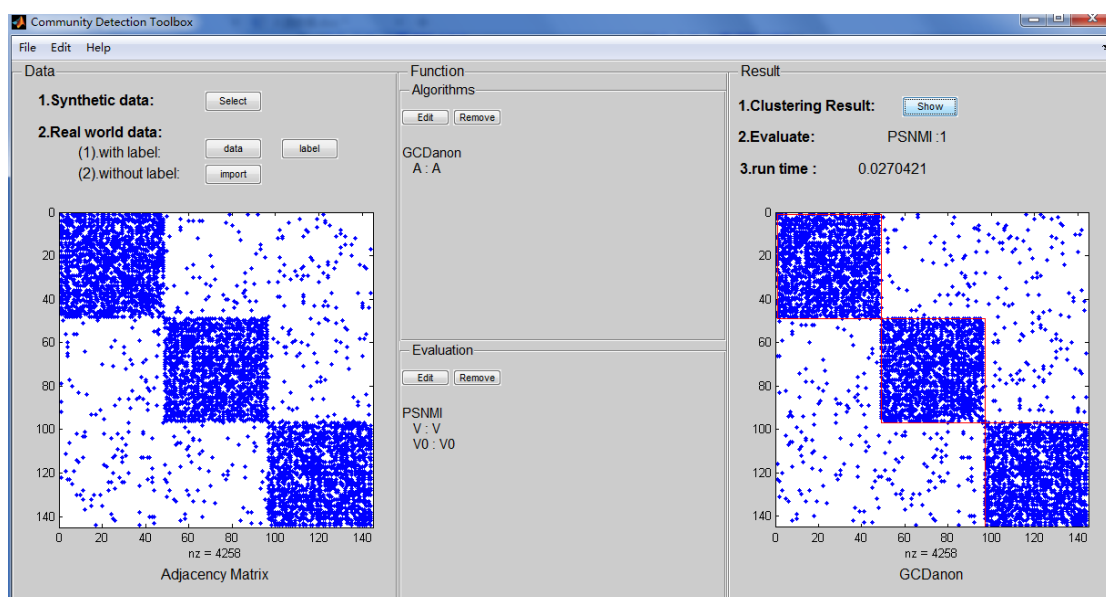 Community Detection Toolbox
File Edit Help
Data
1.Synthetic data: Select
2.Real world data:
(1).with label: data label
(2).without label: import
0
20
40
60
80
100
120
140
0 20 40 60 80 100 120 140
nz = 4258
Adjacency Matrix
Function
Algorithms
Edit Remove
GCDanon
A : A
Evaluation
Edit Remove
PSNMI
V : V
V0 : V0
Result
1.Clustering Result: Show
2.Evaluate: PSNMI :1
3.run time : 0.0270421
0
20
40
60
80
100
120
140
0 20 40 60 80 100 120 140
nz = 4258
GCDanon